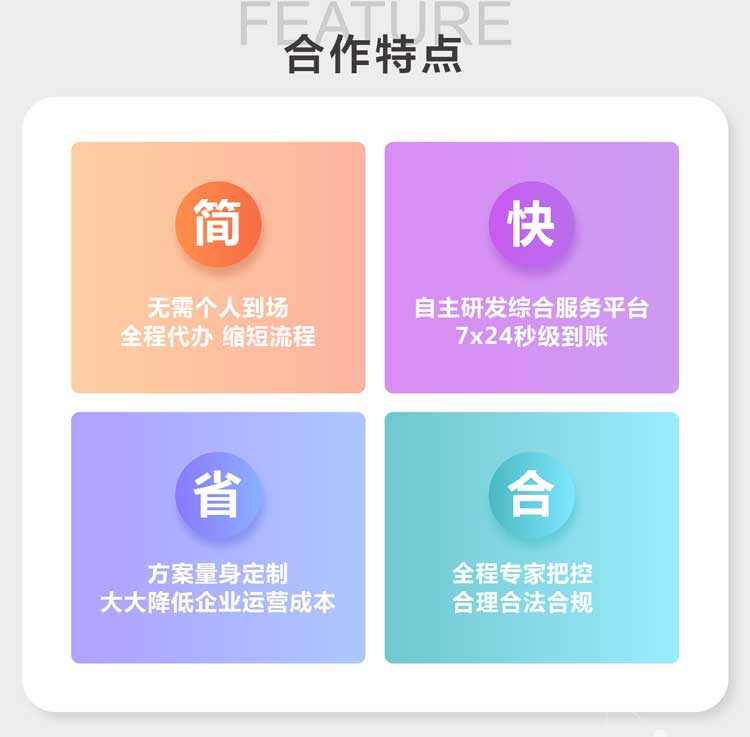 FEATURE
合作特点
简
无需个人到场
全程代办 缩短流程
快
自主研发综合服务平台
7x24秒级到账
省
方案量身定制
大大降低企业运营成本
合
全程专家把控
合理合法合规